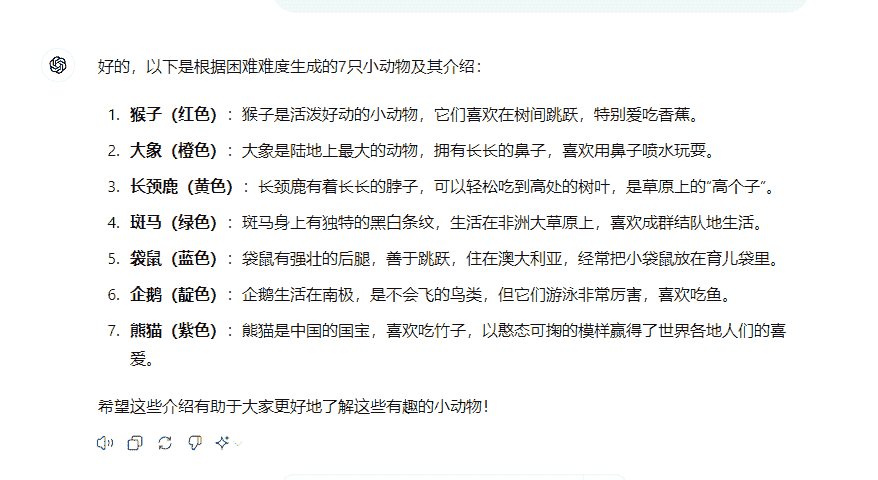 好的，以下是根据困难难度生成的7只小动物及其介绍：
1. 猴子（红色）：猴子是活泼好动的小动物，它们喜欢在树间跳跃，特别爱吃香蕉。
2. 大象（橙色）：大象是陆地上最大的动物，拥有长长的鼻子，喜欢用鼻子喷水玩耍。
3. 长颈鹿（黄色）：长颈鹿有着长长的脖子，可以轻松吃到高处的树叶，是草原上的“高个子”。
4. 斑马（绿色）：斑马身上有独特的黑白条纹，生活在非洲大草原上，喜欢成群结队地生活。
5. 袋鼠（蓝色）：袋鼠有强壮的后腿，善于跳跃，住在澳大利亚，经常把小袋鼠放在育儿袋里。
6. 企鹅（靛色）：企鹅生活在南极，是不会飞的鸟类，但它们游泳非常厉害，喜欢吃鱼。
7. 熊猫（紫色）：熊猫是中国的国宝，喜欢吃竹子，以憨态可掬的模样赢得了世界各地人们的喜
爱。
希望这些介绍有助于大家更好地了解这些有趣的小动物！